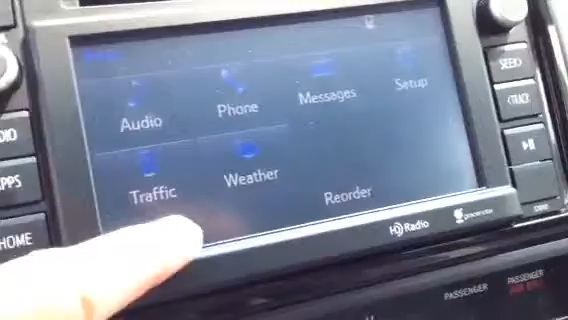 Audio
Phone
Messages
Setup
Traffic
Weather
Reorder
SEEK>
<TRACK
APPS
HOME
HD Radio
PASSENGER
PASSENGER